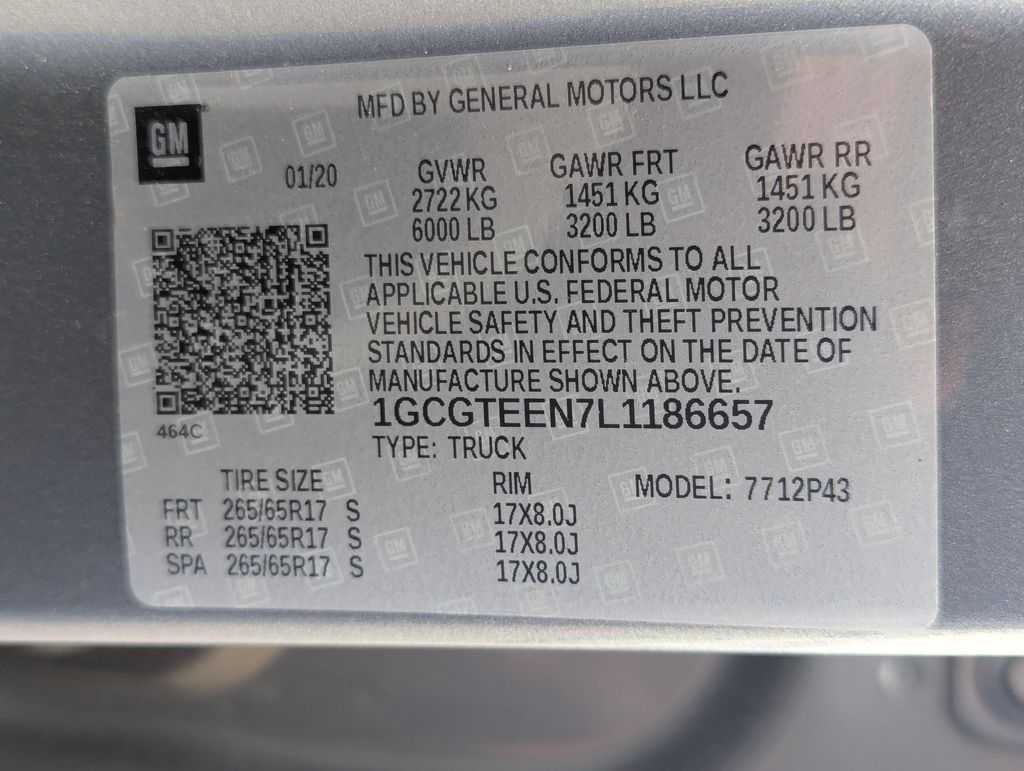 MFD BY GENERAL MOTORS LLC
GM
01/20
GVWR GAWR FRT GAWR RR
2722 KG 1451 KG 1451 KG
6000 LB 3200 LB 3200 LB
THIS VEHICLE CONFORMS TO ALL
APPLICABLE U.S. FEDERAL MOTOR
VEHICLE SAFETY AND THEFT PREVENTION
STANDARDS IN EFFECT ON THE DATE OF
MANUFACTURE SHOWN ABOVE.
1GCGTEEN7L1186657
464C
TYPE: TRUCK
TIRE SIZE RIM MODEL: 7712P43
FRT 265/65R17 S 17X8.0J
RR 265/65R17 S 17X8.0J
SPA 265/65R17 S 17X8.0J